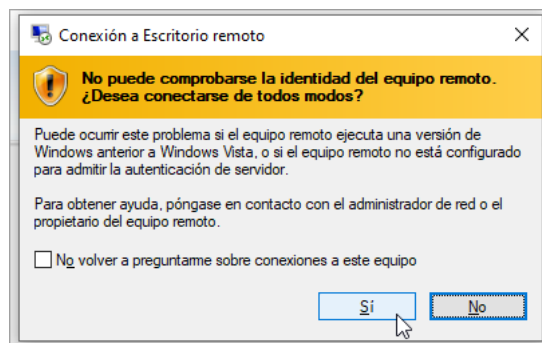 Conexión a Escritorio remoto
No puede comprobarse la identidad del equipo remoto.
¿Desea conectarse de todos modos?
Puede ocurrir este problema si el equipo remoto ejecuta una versión de
Windows anterior a Windows Vista, o si el equipo remoto no está configurado
para admitir la autenticación de servidor.
Para obtener ayuda, póngase en contacto con el administrador de red o el
propietario del equipo remoto.
No volver a preguntarme sobre conexiones a este equipo
Sí No